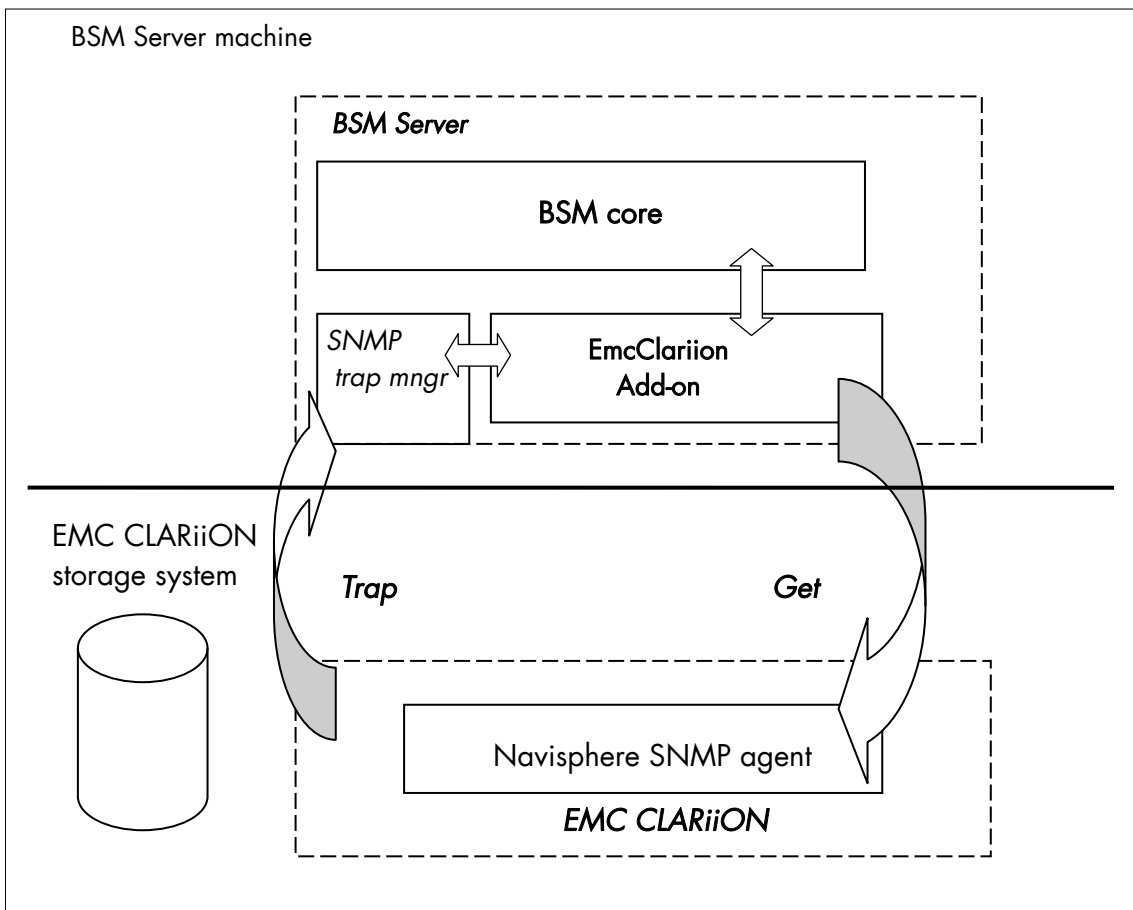 BSM Server machine
BSM Server
BSM core
SNMP
trap mngr
EmcClariion
Add-on
EMC CLARiiON
storage system
Trap
Get
Navisphere SNMP agent
EMC CLARiiON